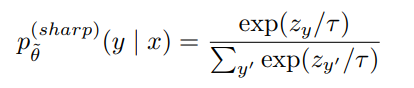 $p_{\tilde{\theta}}^{(sharp)}(y \mid x) = \frac{\exp(z_y/\tau)}{\sum_{y'} \exp(z_{y'}/\tau)}$